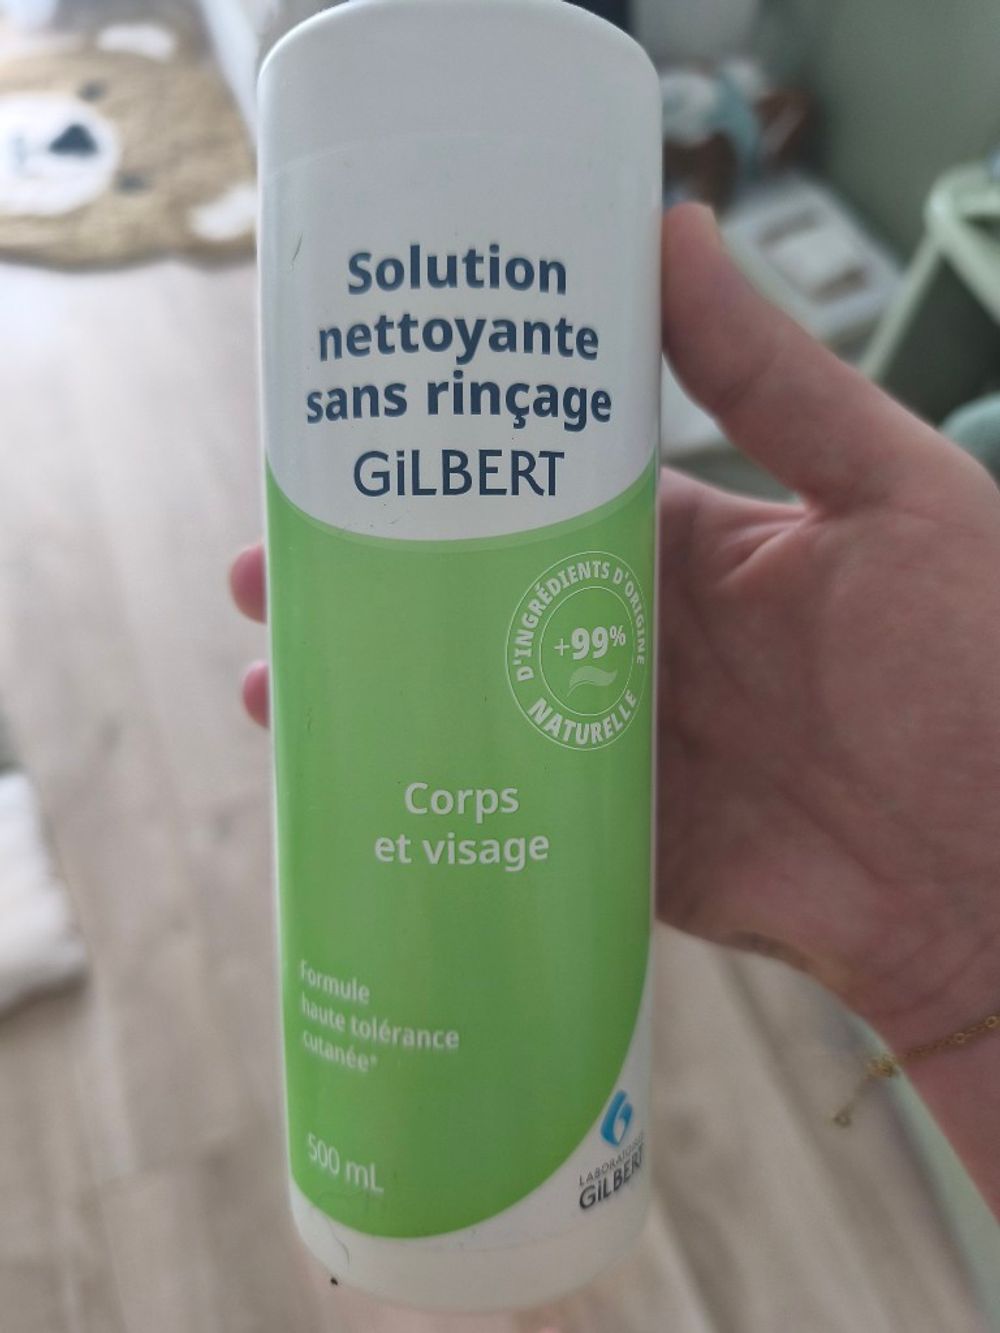 Solution
nettoyante
sans rinçage
GiLBERT
D'INGRÉDIENTS D'ORIGINE
+99%
NATURELLE
Corps
et visage
Formule
haute tolérance
cutanée*
500 mL
LABORATOIRES
GiLBERT